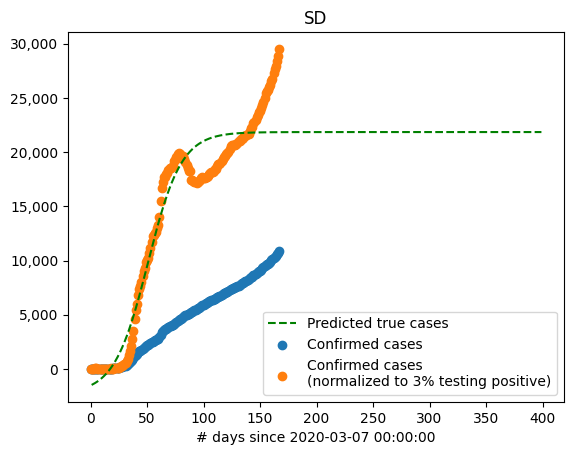 SD
30,000
25,000
20,000
15,000
10,000
5,000
0
Predicted true cases
Confirmed cases
Confirmed cases
(normalized to 3% testing positive)
0 50 100 150 200 250 300 350 400
# days since 2020-03-07 00:00:00